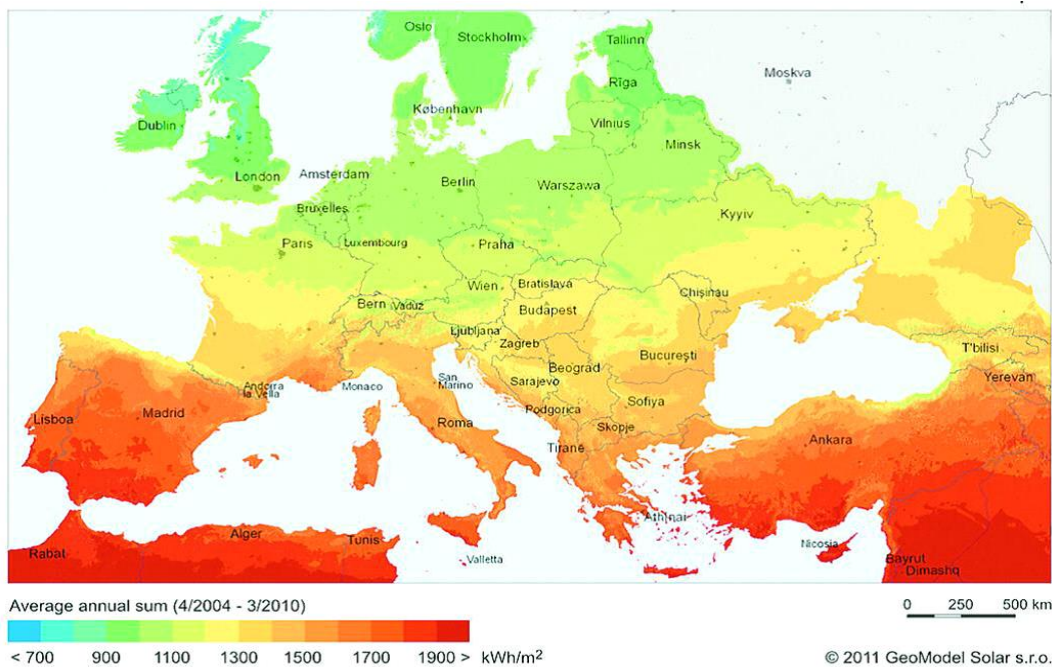 Oslo
Stockholm
Tallinn
Rīga
Moskva
København
Dublin
Vilnius
Minsk
London
Amsterdam
Berlin
Warszawa
Bruxelles
Kyyiv
Paris
Luxembourg
Praha
Wien
Bratislava
Chișinău
Bern
Vaduz
Budapest
Ljubljana
Zagreb
T'bilisi
București
Beograd
Yerevan
Andorra
la Vella
Monaco
San
Marino
Sarajevo
Sofiya
Podgorica
Lisboa
Madrid
Roma
Skopje
Tiranë
Ankara
Athinai
Alger
Tunis
Rabat
Valletta
Nicosia
Bayrut
Dimashq
Average annual sum (4/2004 - 3/2010)
0 250 500 km
< 700 900 1100 1300 1500 1700 1900 > kWh/m²
© 2011 GeoModel Solar s.r.o.